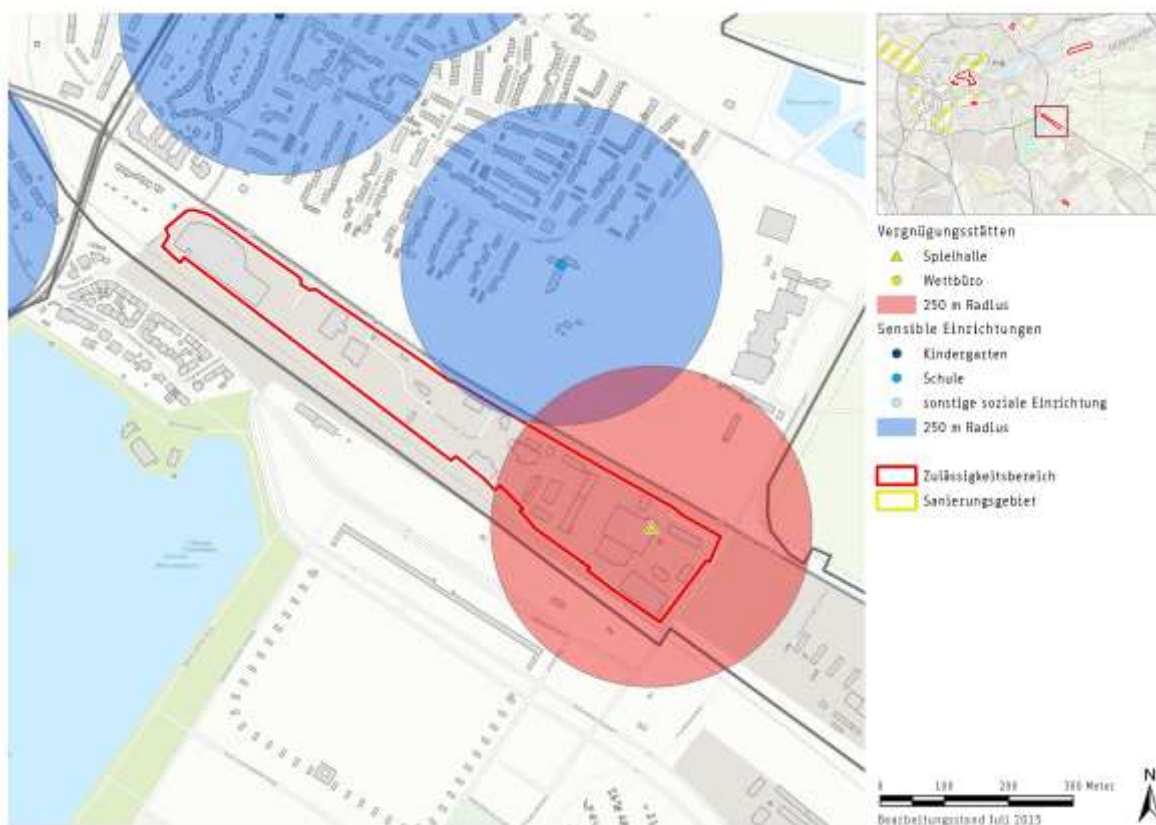 Vergnügungsstätten
Spielhalle
Wettbüro
250 m Radius
Sensible Einrichtungen
Kindergarten
Schule
sonstige soziale Einrichtung
250 m Radius
Zulässigkeitsbereich
Sanierungsgebiet
N
0 100 200 300 Meter
Bearbeitungsstand Juli 2015